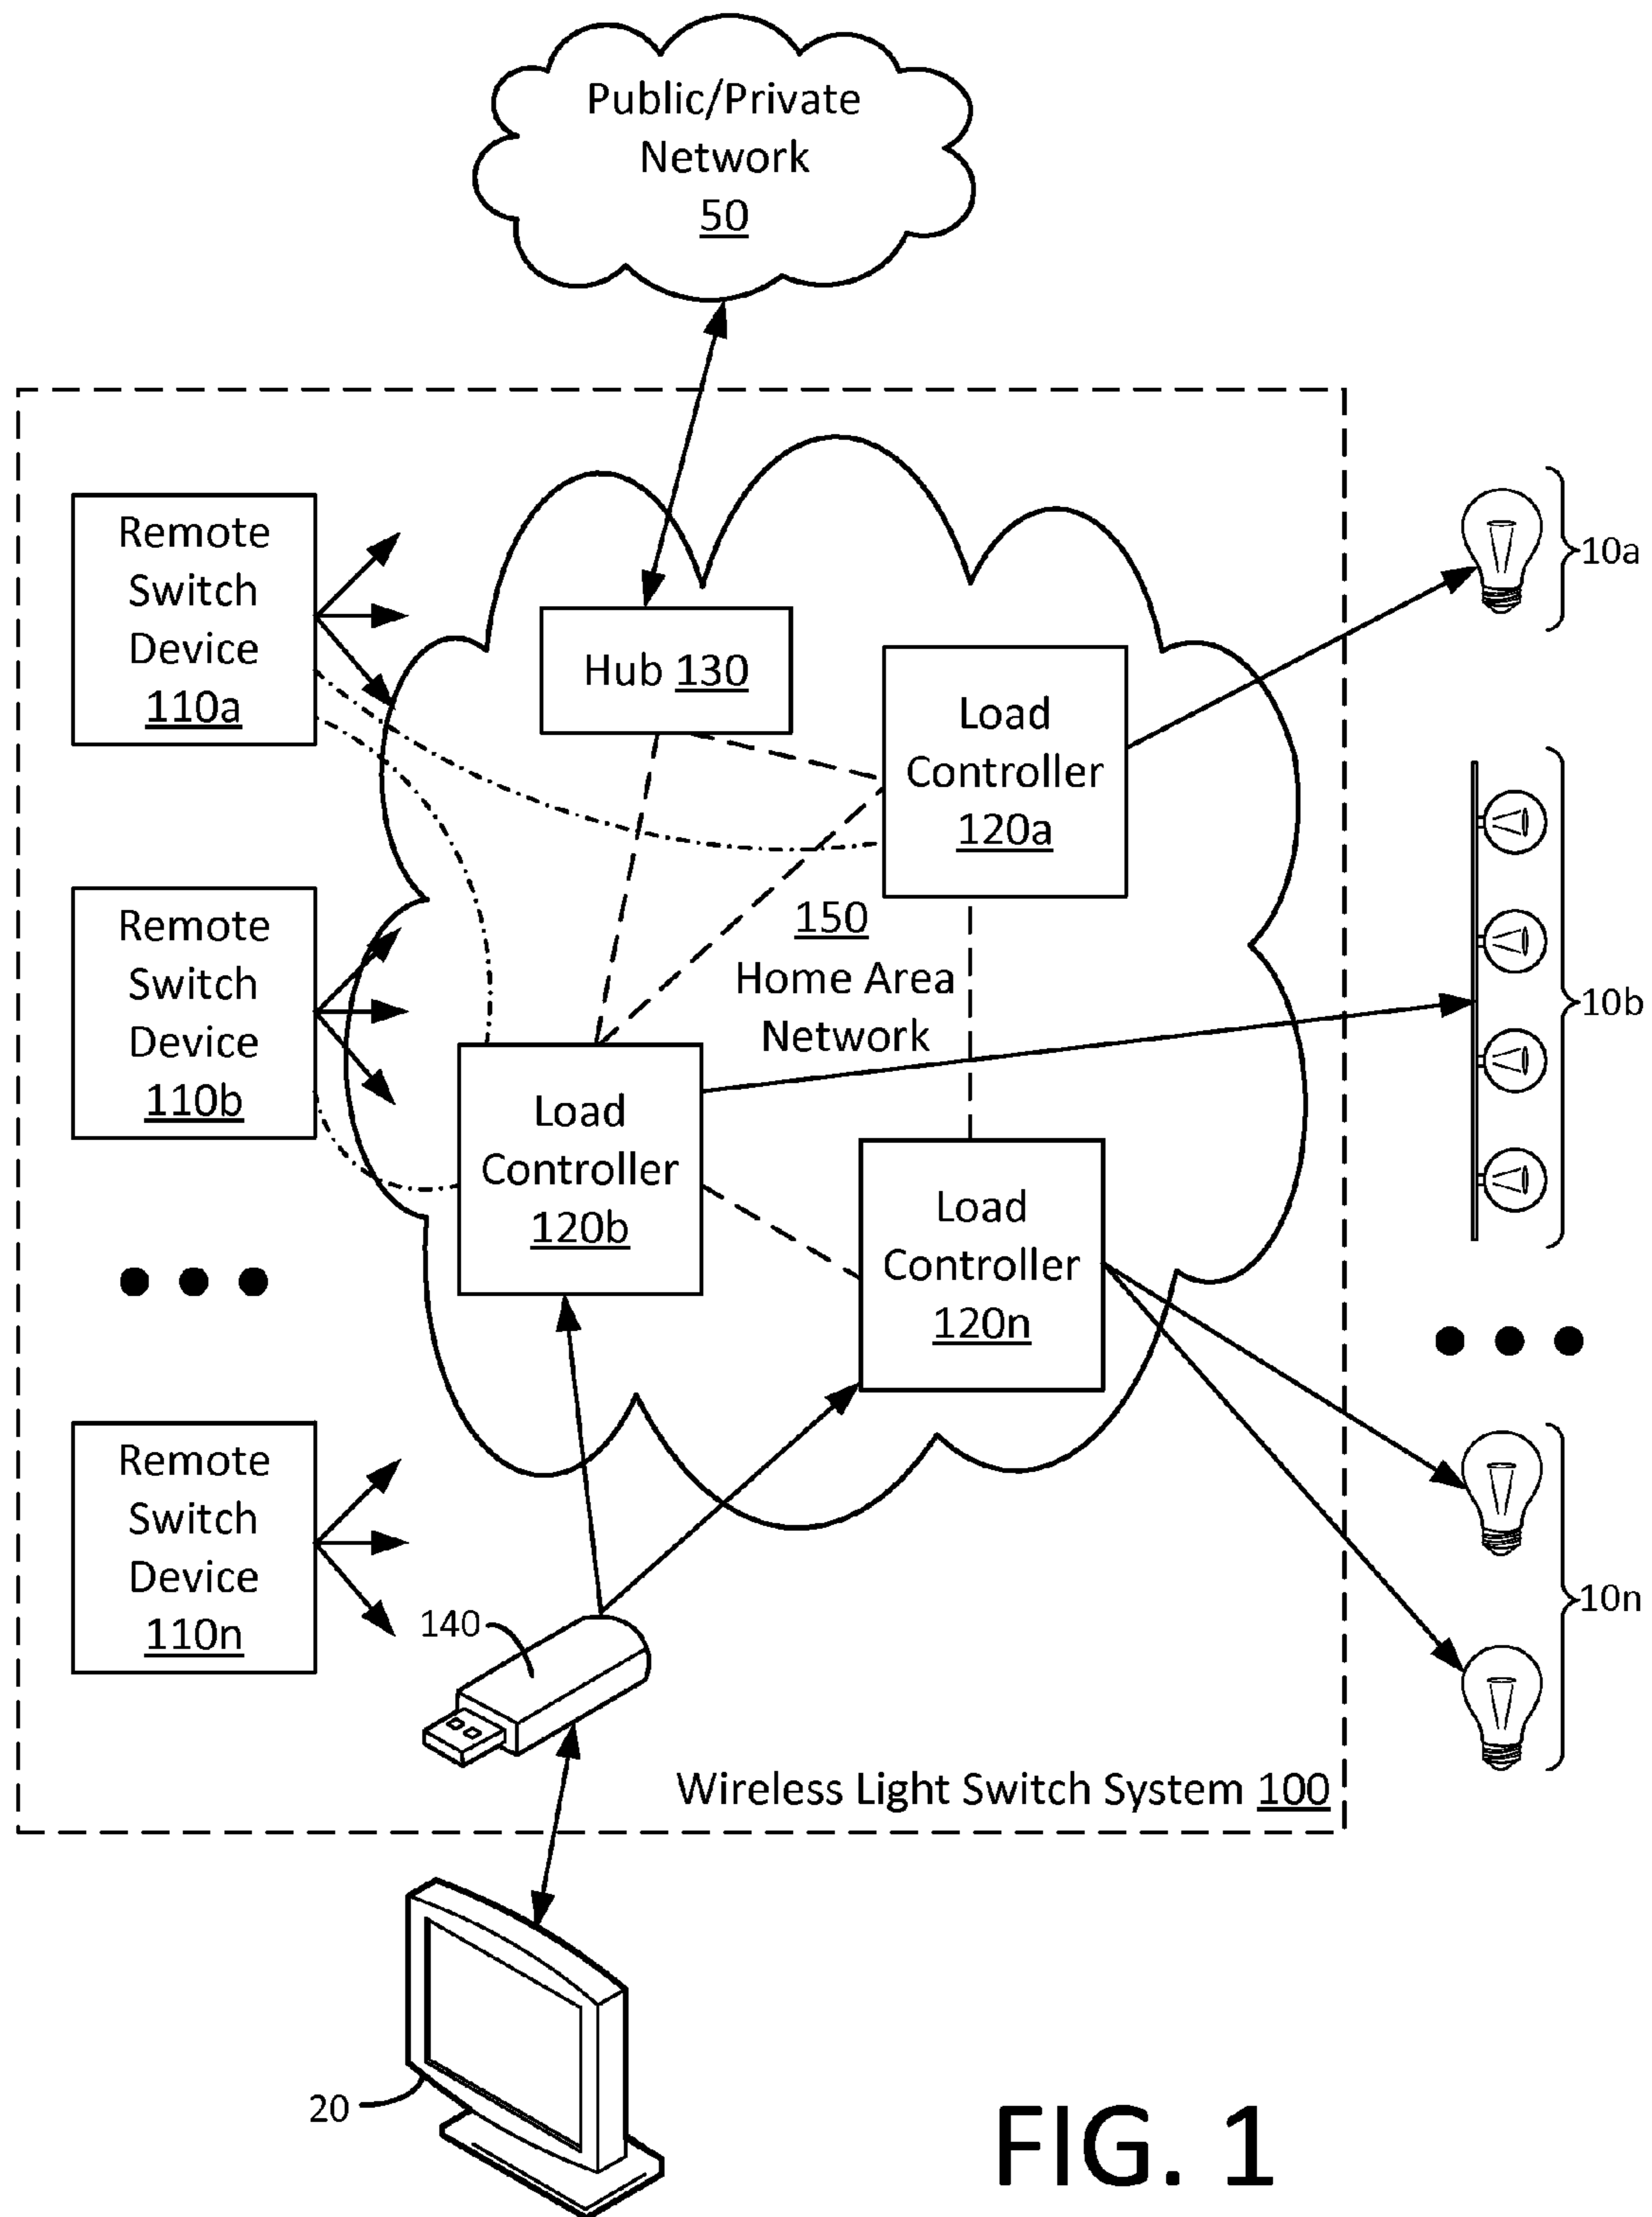 Public/Private
Network
50
Remote
Switch
Device
110a
Hub 130
Load
Controller
120a
10a
Remote
Switch
Device
110b
150
Home Area
Network
10b
Load
Controller
120b
Load
Controller
120n
Remote
Switch
Device
110n
10n
140
Wireless Light Switch System 100
20
FIG. 1